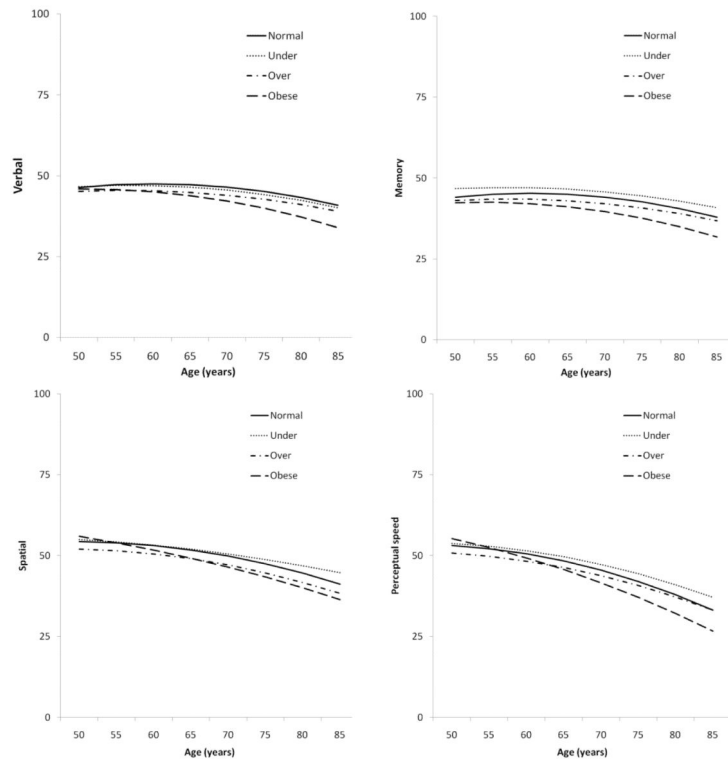 100
75
50
25
0
Verbal
Normal
Under
Over
Obese
50 55 60 65 70 75 80 85
Age (years)
100
75
50
25
0
Memory
Normal
Under
Over
Obese
50 55 60 65 70 75 80 85
Age (years)
100
75
50
25
0
Spatial
Normal
Under
Over
Obese
50 55 60 65 70 75 80 85
Age (years)
100
75
50
25
0
Perceptual speed
Normal
Under
Over
Obese
50 55 60 65 70 75 80 85
Age (years)